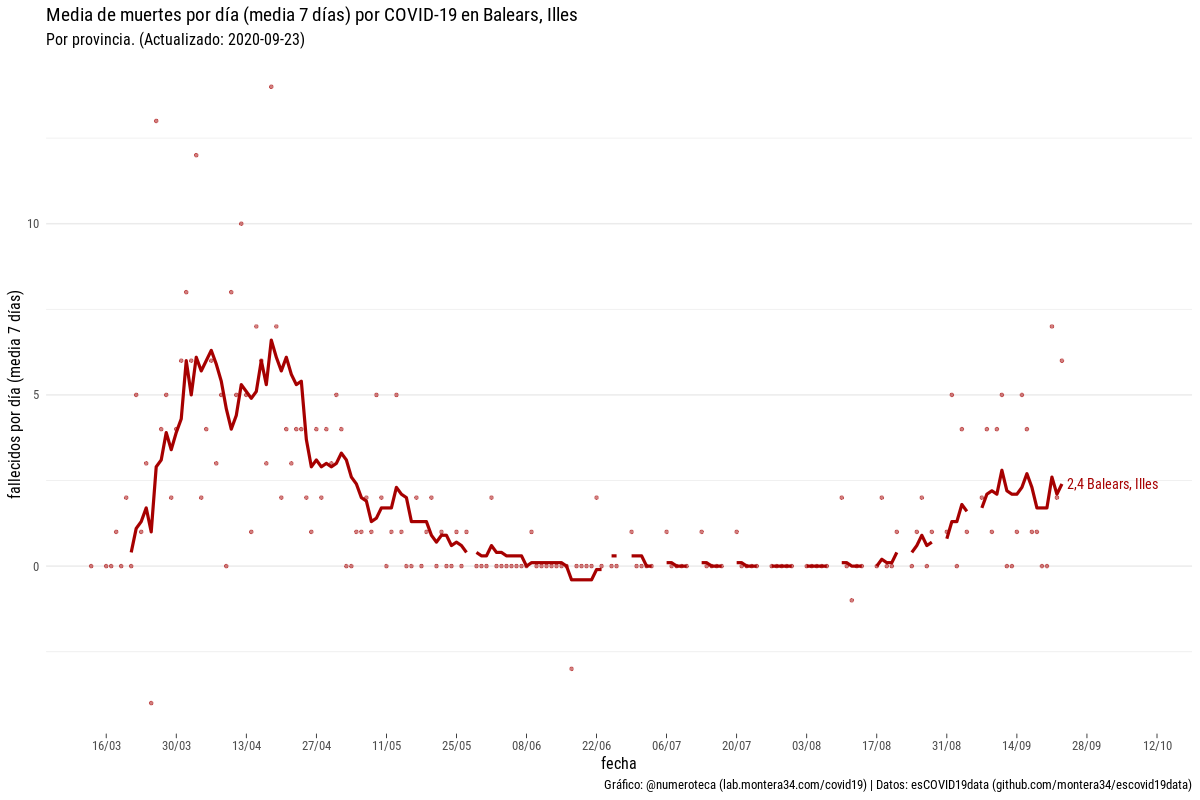 Media de muertes por día (media 7 días) por COVID-19 en Balears, Illes
Por provincia. (Actualizado: 2020-09-23)
fallecidos por día (media 7 días)
10
5
0
2,4 Balears, Illes
16/03 30/03 13/04 27/04 11/05 25/05 08/06 22/06 06/07 20/07 03/08 17/08 31/08 14/09 28/09 12/10
fecha
Gráfico: @numeroteca (lab.montera34.com/covid19) | Datos: esCOVID19data (github.com/montera34/escovid19data)